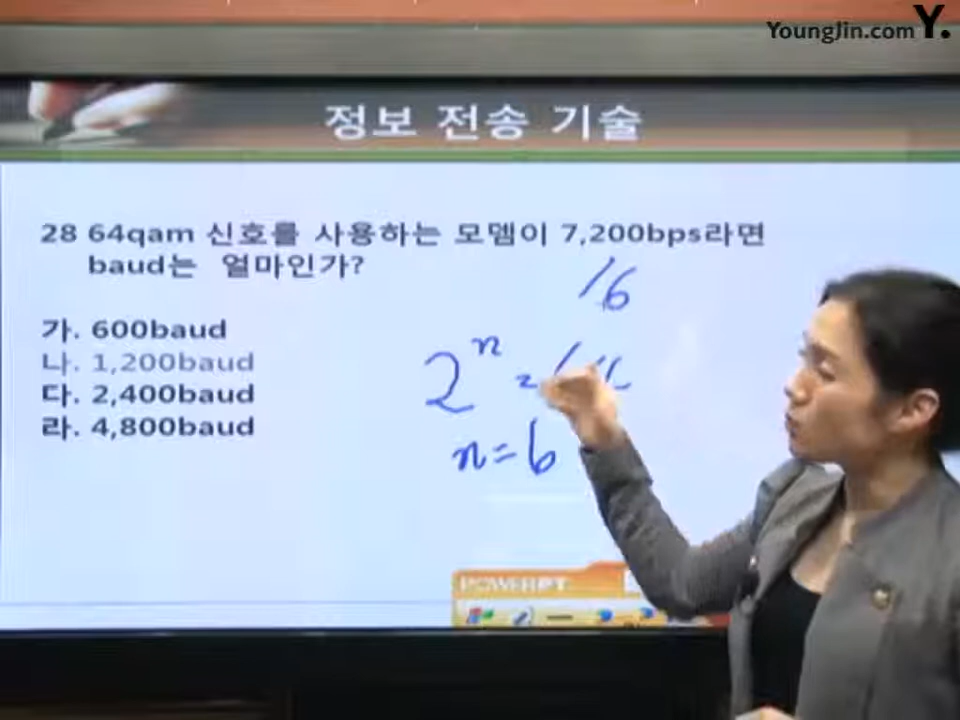 YoungJin.com Y.
정보 전송 기술
28 64qam 신호를 사용하는 모뎀이 7,200bps라면
baud는 얼마인가?
/6
가. 600baud
나. 1,200baud
다. 2,400baud
라. 4,800baud
2^n =
n=6
POWERPT